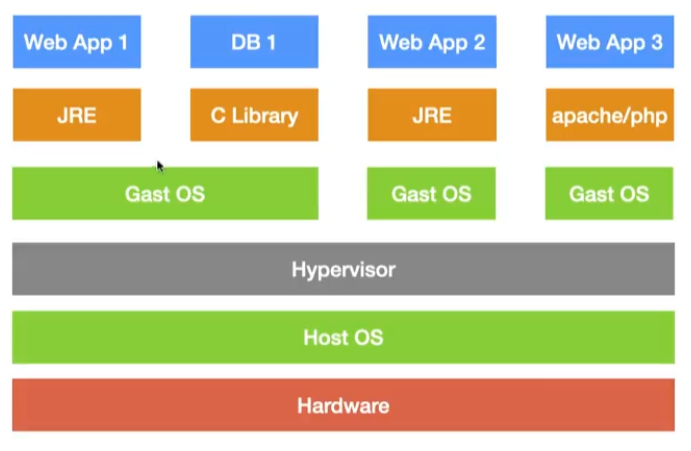 Web App 1
DB 1
Web App 2
Web App 3
JRE
C Library
JRE
apache/php
Gast OS
Gast OS
Gast OS
Hypervisor
Host OS
Hardware